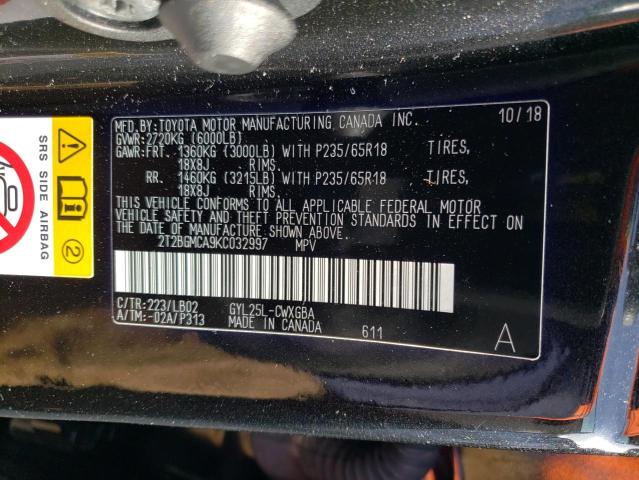 MFD.BY:TOYOTA MOTOR MANUFACTURING CANADA INC. 10/18
GVWR:2720KG (6000LB)
GAWR:FRT. 1360KG (3000LB) WITH P235/65R18 TIRES,
18X8J RIMS.
RR. 1460KG (3215LB) WITH P235/65R18 TIRES,
18X8J RIMS.
THIS VEHICLE CONFORMS TO ALL APPLICABLE FEDERAL MOTOR
VEHICLE SAFETY AND THEFT PREVENTION STANDARDS IN EFFECT ON
THE DATE OF MANUFACTURE SHOWN ABOVE.
2T2BGMCA9KC032997 MPV
C/TR:223/LB02 GYL25L-CWXGBA
A/TM:-02A/P313 MADE IN CANADA 611 A
SRS SIDE AIRBAG
2